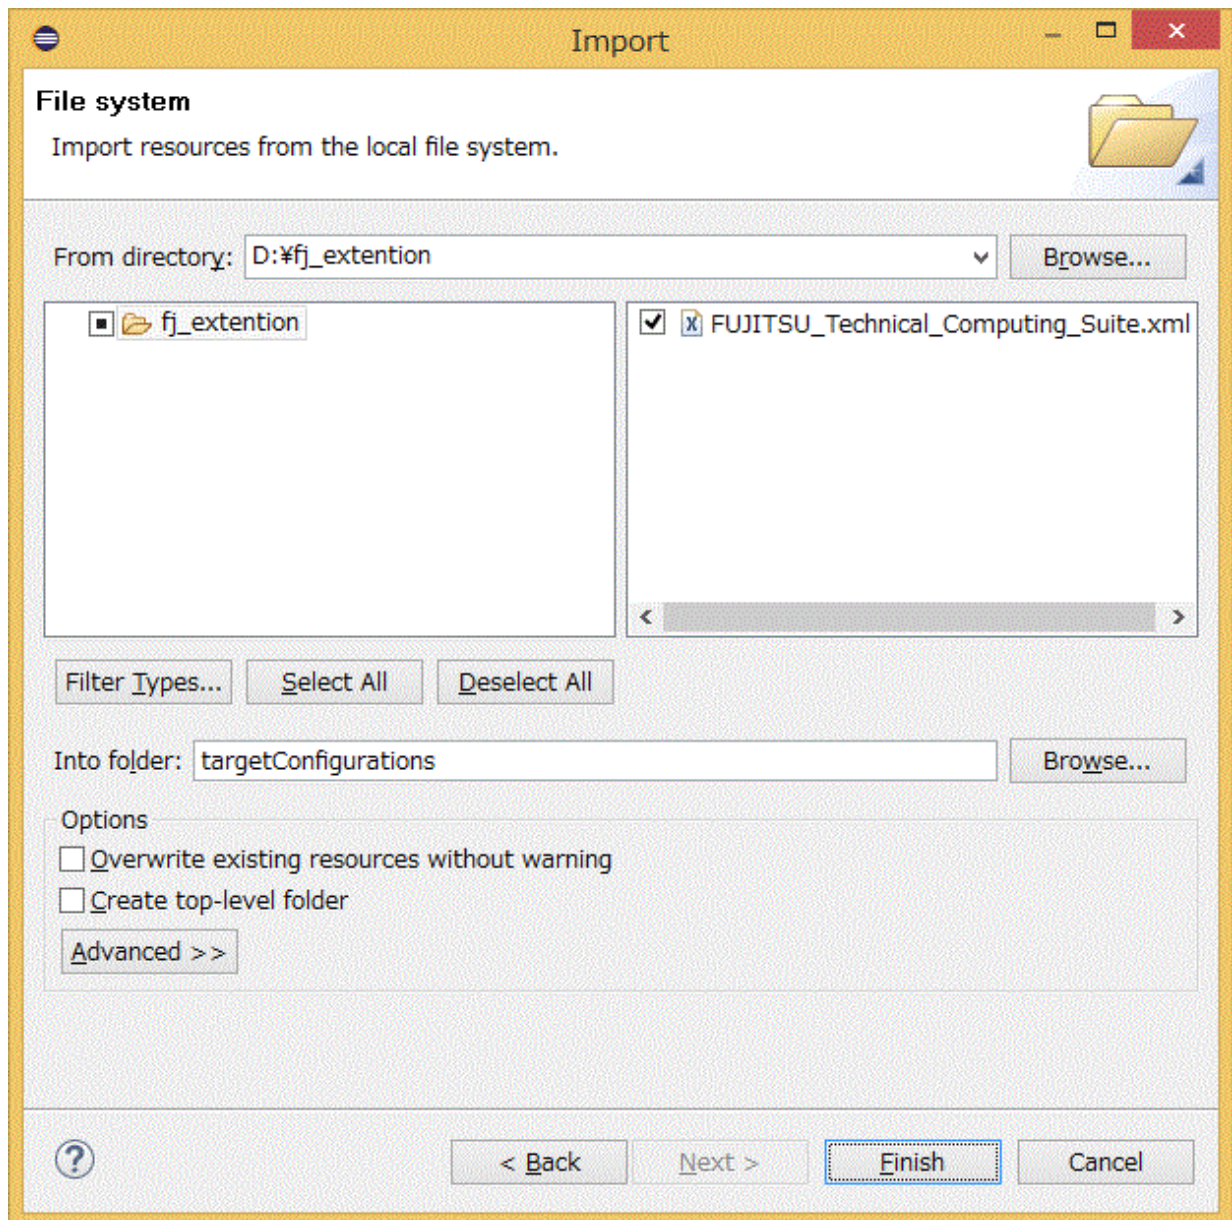 Import
File system
Import resources from the local file system.
From directory: D:¥fj_extention Browse...
fj_extention
FUJITSU_Technical_Computing_Suite.xml
Filter Types... Select All Deselect All
Into folder: targetConfigurations Browse...
Options
Overwrite existing resources without warning
Create top-level folder
Advanced >>
< Back Next > Finish Cancel